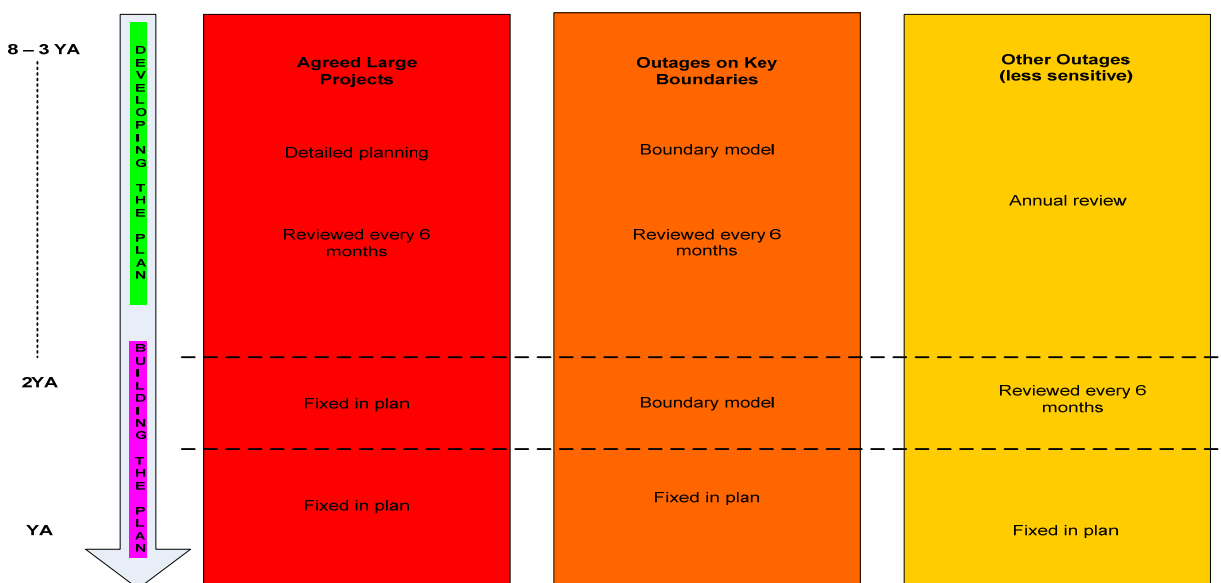 8 – 3 YA
2YA
YA
DEVELOPING THE PLAN
BUILDING THE PLAN
Agreed Large
Projects
Detailed planning
Reviewed every 6
months
Fixed in plan
Fixed in plan
Outages on Key
Boundaries
Boundary model
Reviewed every 6
months
Boundary model
Fixed in plan
Other Outages
(less sensitive)
Annual review
Reviewed every 6
months
Fixed in plan